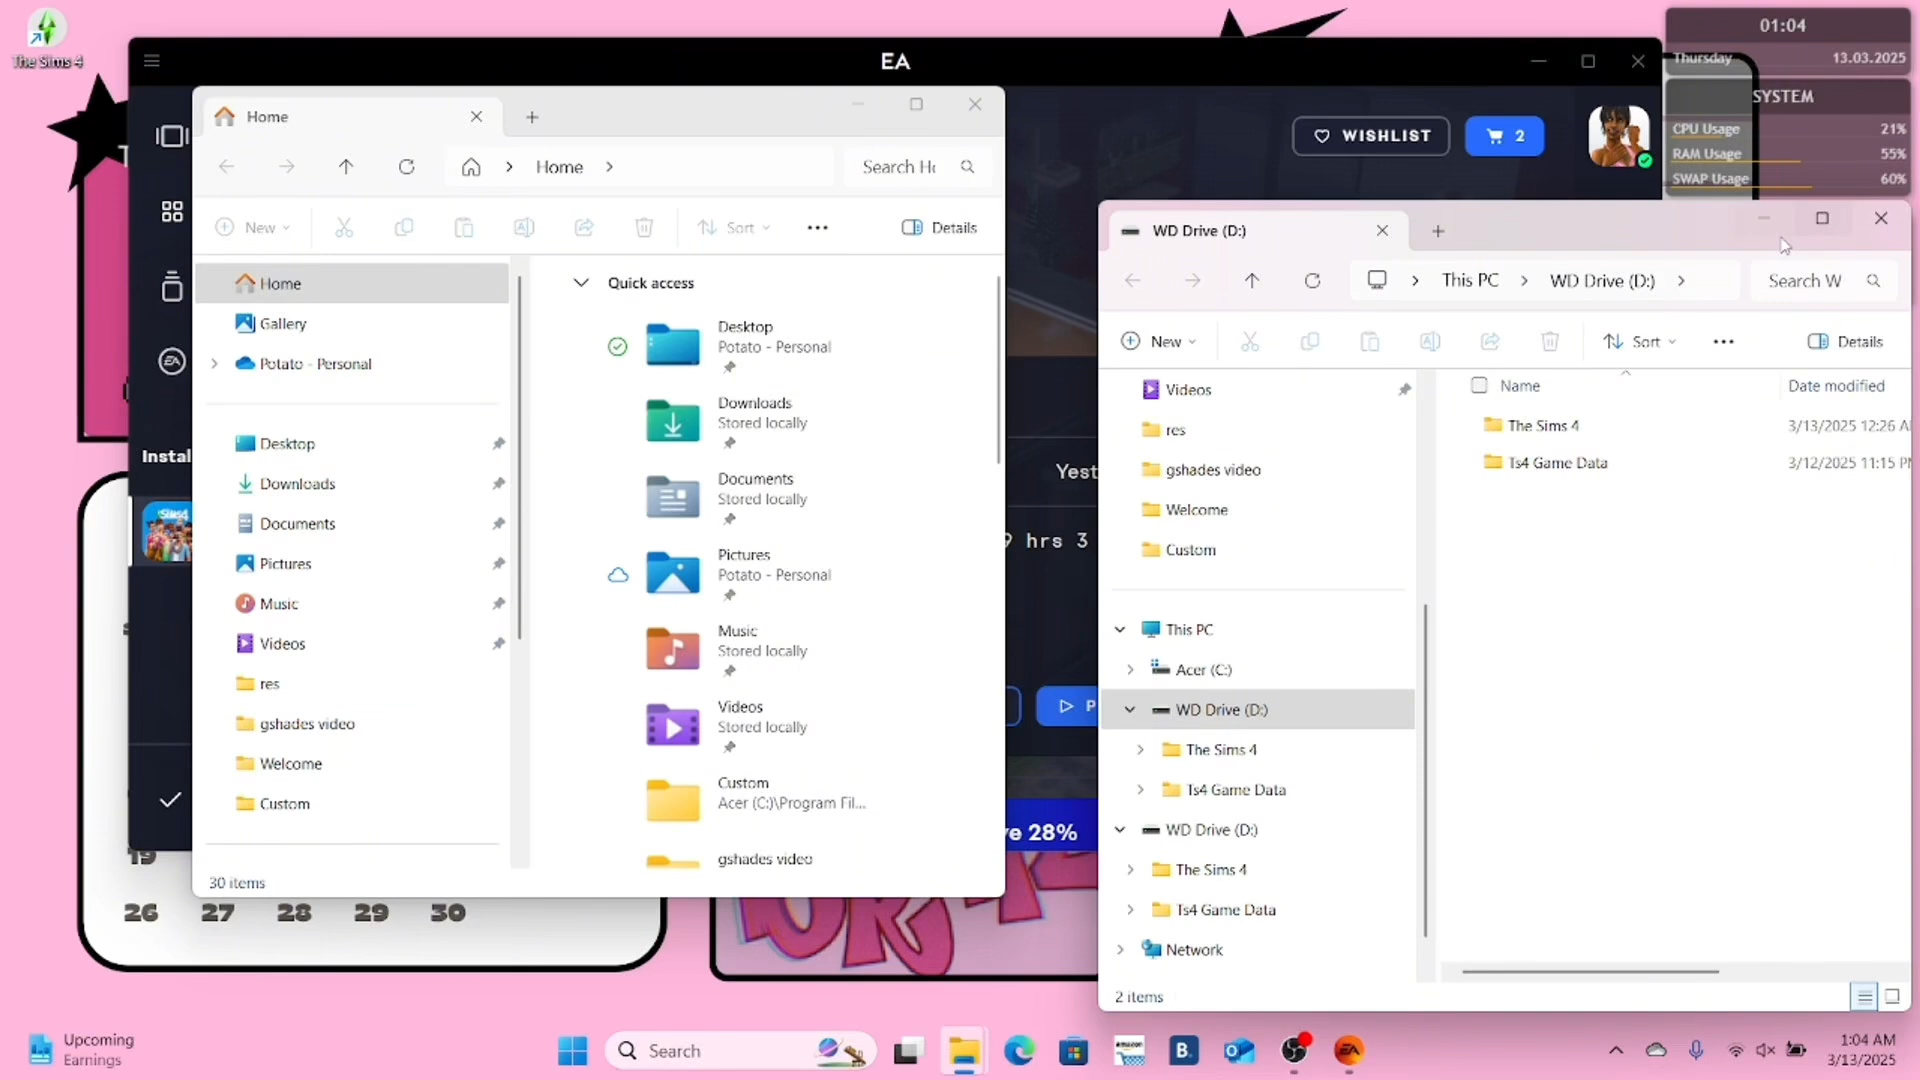 The Sims 4
EA
01:04
Thursday 13.03.2025
SYSTEM
CPU Usage 21%
RAM Usage 55%
SWAP Usage 60%
WISHLIST
2
Home
Home
Search
New
Sort
Details
Home
Gallery
Potato - Personal
Desktop
Downloads
Documents
Pictures
Music
Videos
res
gshades video
Welcome
Custom
Quick access
Desktop
Potato - Personal
Downloads
Stored locally
Documents
Stored locally
Pictures
Potato - Personal
Music
Stored locally
Videos
Stored locally
Custom
Acer (C:)\Program Fil...
gshades video
30 items
Instal
Yest
hrs 3
P
28%
WD Drive (D:)
This PC
WD Drive (D:)
Search W
New
Sort
Details
Videos
res
gshades video
Welcome
Custom
This PC
Acer (C:)
WD Drive (D:)
The Sims 4
Ts4 Game Data
WD Drive (D:)
The Sims 4
Ts4 Game Data
Network
Name
Date modified
The Sims 4
3/13/2025 12:26 A
Ts4 Game Data
3/12/2025 11:15 P
2 items
19
26 27 28 29 30
Upcoming
Earnings
Search
amazon
B.
EA
1:04 AM
3/13/2025